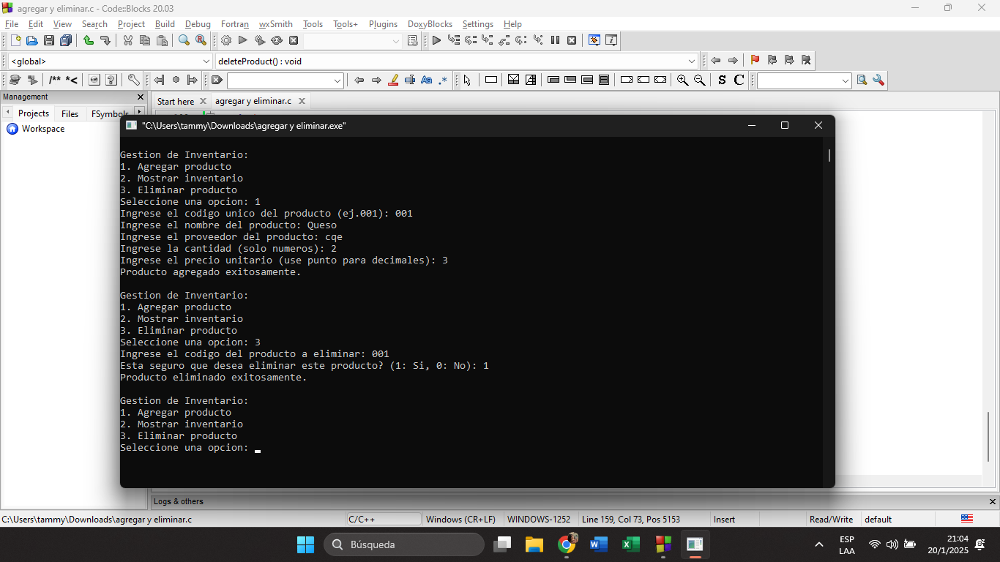 agregar y eliminar.c - Code::Blocks 20.03
File Edit View Search Project Build Debug Fortran wxSmith Tools Tools+ Plugins DoxyBlocks Settings Help
<global> deleteProduct() : void
/** *< Aa .* S C
Management
Start here agregar y eliminar.c
Projects Files FSymbols
Workspace
"C:\Users\tammy\Downloads\agregar y eliminar.exe"
Gestion de Inventario:
1. Agregar producto
2. Mostrar inventario
3. Eliminar producto
Seleccione una opcion: 1
Ingrese el codigo unico del producto (ej.001): 001
Ingrese el nombre del producto: Queso
Ingrese el proveedor del producto: cqe
Ingrese la cantidad (solo numeros): 2
Ingrese el precio unitario (use punto para decimales): 3
Producto agregado exitosamente.
Gestion de Inventario:
1. Agregar producto
2. Mostrar inventario
3. Eliminar producto
Seleccione una opcion: 3
Ingrese el codigo del producto a eliminar: 001
Esta seguro que desea eliminar este producto? (1: Si, 0: No): 1
Producto eliminado exitosamente.
Gestion de Inventario:
1. Agregar producto
2. Mostrar inventario
3. Eliminar producto
Seleccione una opcion:
Logs & others
C:\Users\tammy\Downloads\agregar y eliminar.c C/C++ Windows (CR+LF) WINDOWS-1252 Line 159, Col 73, Pos 5153 Insert Read/Write default
Búsqueda
ESP
LAA
21:04
20/1/2025